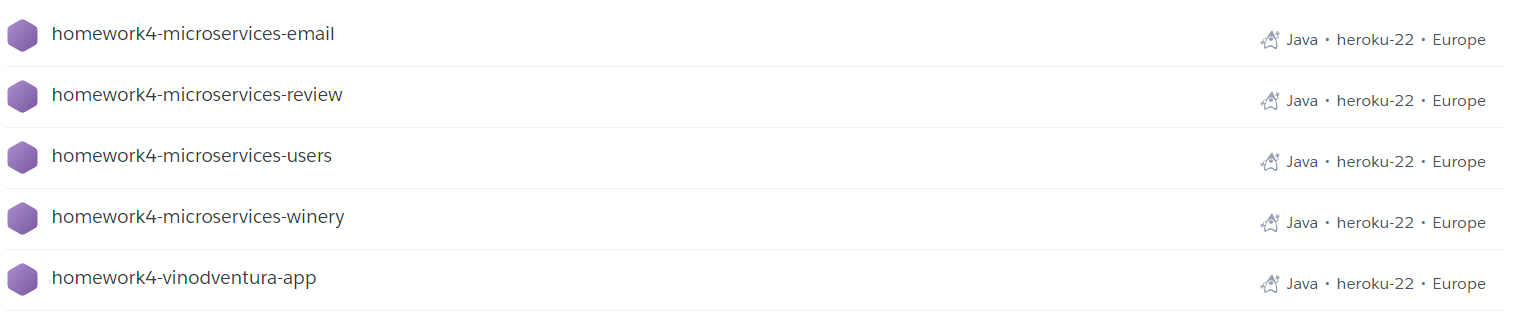 homework4-microservices-email
Java • heroku-22 • Europe
homework4-microservices-review
Java • heroku-22 • Europe
homework4-microservices-users
Java • heroku-22 • Europe
homework4-microservices-winery
Java • heroku-22 • Europe
homework4-vinodventura-app
Java • heroku-22 • Europe